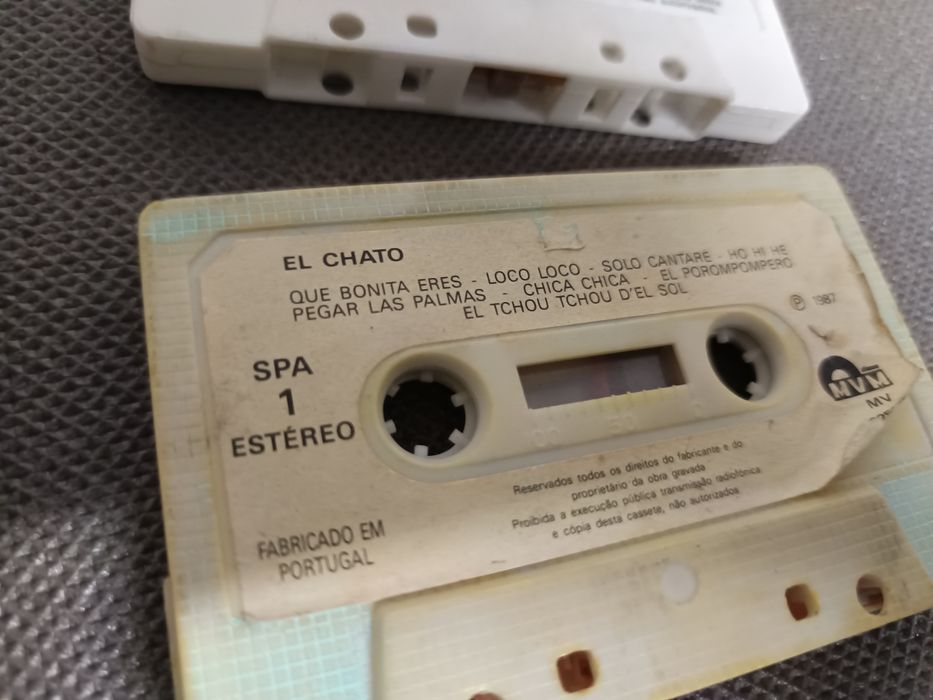 EL CHATO
QUE BONITA ERES - LOCO LOCO - SOLO CANTARE - HO HI HE
PEGAR LAS PALMAS - CHICA CHICA - EL POROMPOMPERO
EL TCHOU TCHOU D'EL SOL
Ⓟ 1987
SPA
1
ESTÉREO
MVM
MV
Reservados todos os direitos do fabricante e do
proprietário da obra gravada
Proibida a execução pública transmissão radiofónica
e cópia desta cassete, não autorizados
FABRICADO EM
PORTUGAL